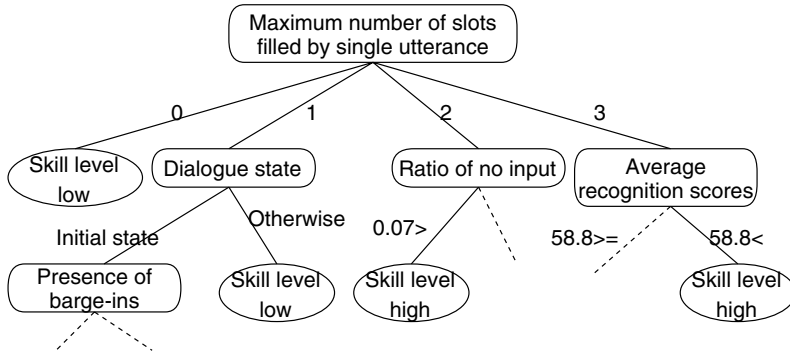 Maximum number of slots
filled by single utterance
0
1
2
3
Skill level
low
Dialogue state
Ratio of no input
Average
recognition scores
Initial state
Otherwise
0.07>
58.8>=
58.8<
Presence of
barge-ins
Skill level
low
Skill level
high
Skill level
high